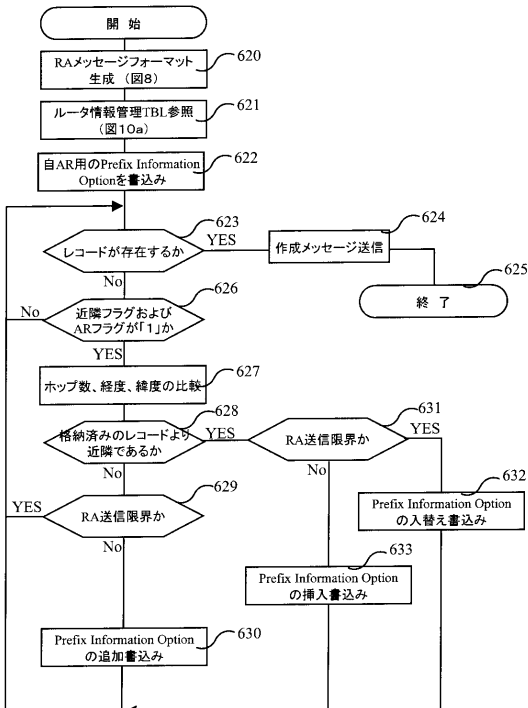 開 始
RAメッセージフォーマット
生成 (図8)
620
ルータ情報管理TBL参照
(図10a)
621
自AR用のPrefix Information
Optionを書込み
622
レコードが存在するか
623
YES
No
作成メッセージ送信
624
終 了
625
近隣フラグおよび
ARフラグが「1」か
626
No
YES
ホップ数、経度、緯度の比較
627
格納済みのレコードより
近隣であるか
628
YES
No
RA送信限界か
631
YES
No
RA送信限界か
629
YES
No
Prefix Information Option
の入替え書込み
632
Prefix Information Option
の挿入書込み
633
Prefix Information Option
の追加書込み
630